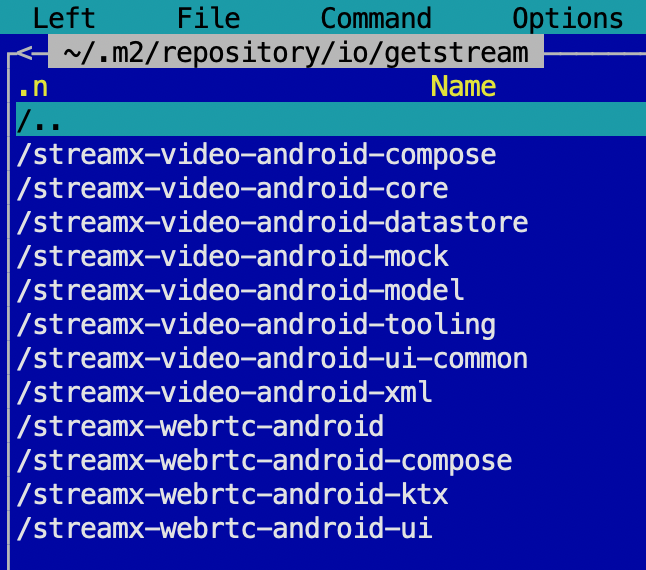 Left File Command Options
<─ ~/.m2/repository/io/getstream
.n Name
/..
/streamx-video-android-compose
/streamx-video-android-core
/streamx-video-android-datastore
/streamx-video-android-mock
/streamx-video-android-model
/streamx-video-android-tooling
/streamx-video-android-ui-common
/streamx-video-android-xml
/streamx-webrtc-android
/streamx-webrtc-android-compose
/streamx-webrtc-android-ktx
/streamx-webrtc-android-ui